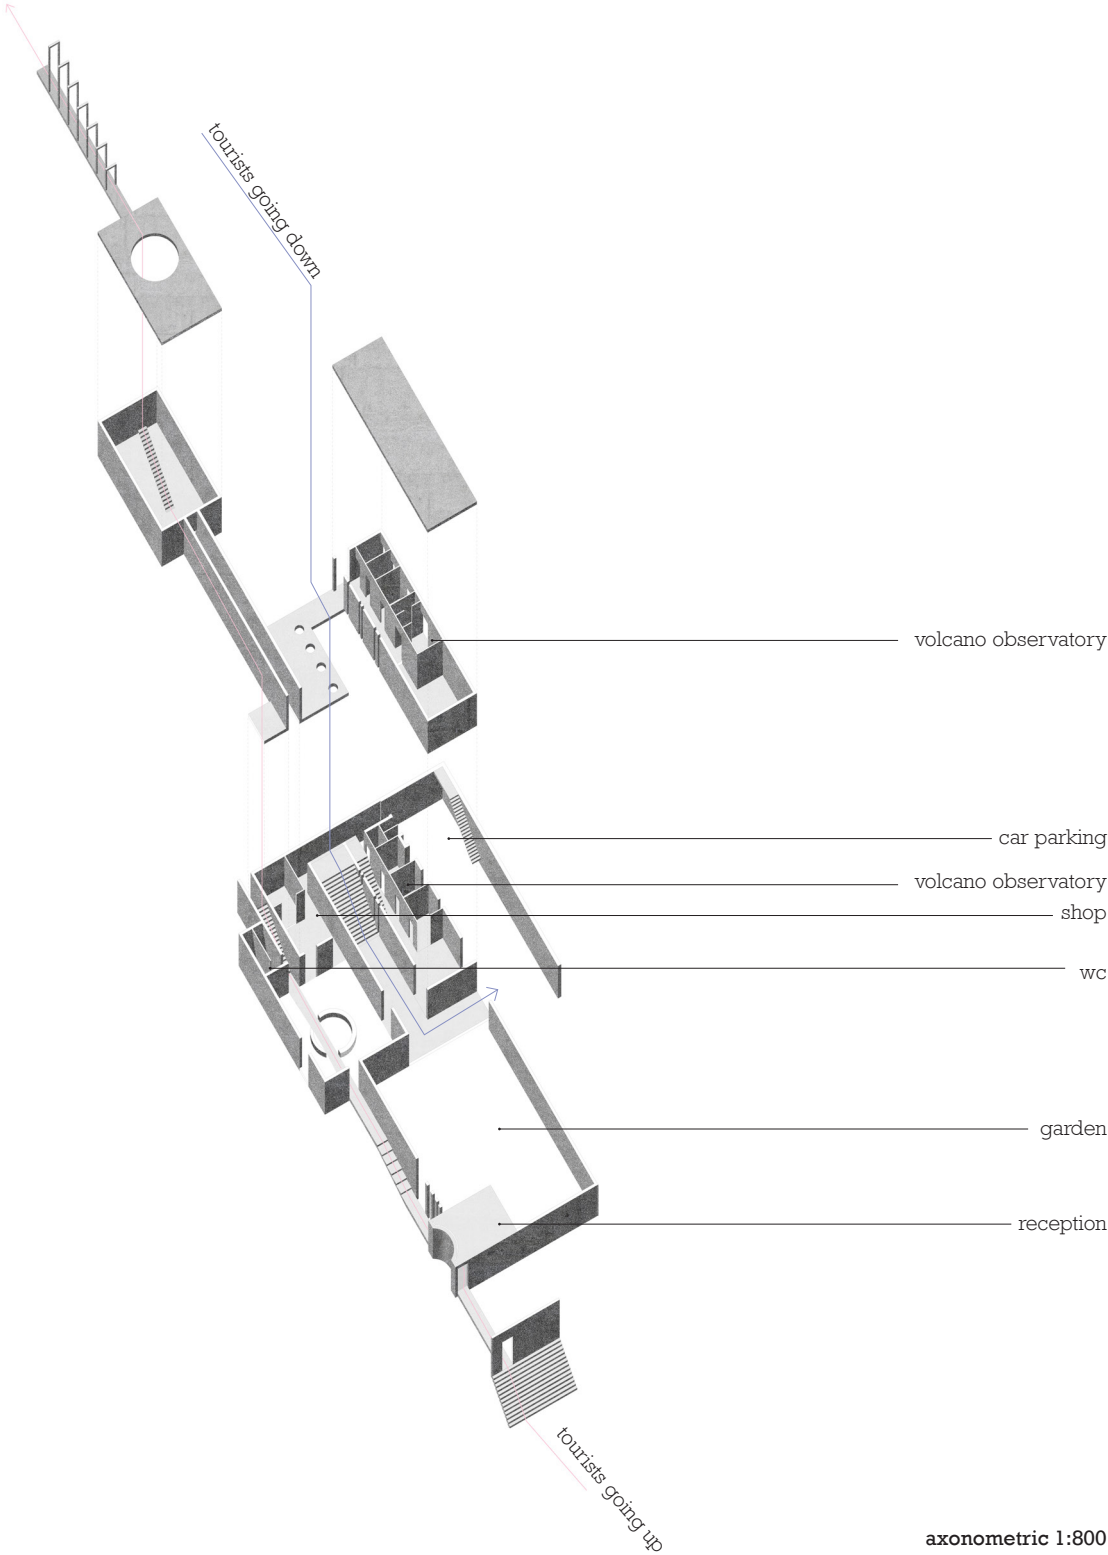 tourists going down
volcano observatory
car parking
volcano observatory
shop
wc
garden
reception
tourists going up
axonometric 1:800